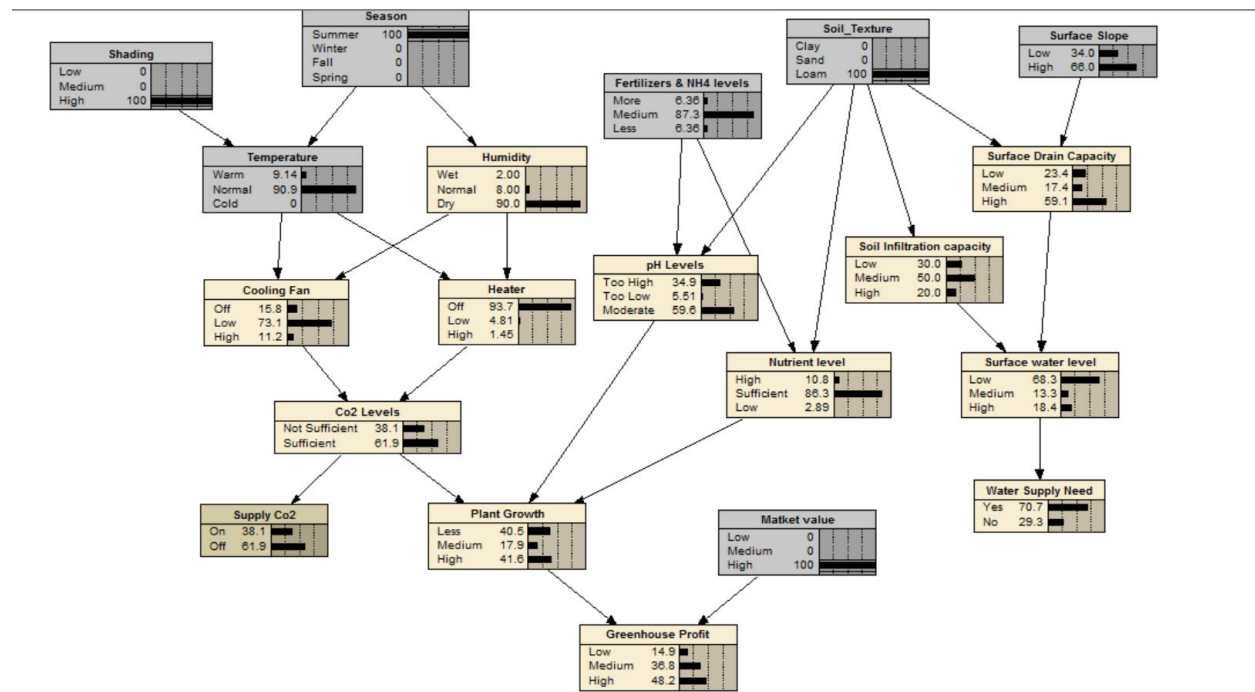 Season
Summer 100
Winter 0
Fall 0
Spring 0
Shading
Low 0
Medium 0
High 100
Soil_Texture
Clay 0
Sand 0
Loam 100
Surface Slope
Low 34.0
High 66.0
Fertilizers & NH4 levels
More 6.36
Medium 87.3
Less 6.36
Temperature
Warm 9.14
Normal 90.9
Cold 0
Humidity
Wet 2.00
Normal 8.00
Dry 90.0
Surface Drain Capacity
Low 23.4
Medium 17.4
High 59.1
Soil Infiltration capacity
Low 30.0
Medium 50.0
High 20.0
pH Levels
Too High 34.9
Too Low 5.51
Moderate 59.6
Cooling Fan
Off 15.8
Low 73.1
High 11.2
Heater
Off 93.7
Low 4.81
High 1.45
Nutrient level
High 10.8
Sufficient 86.3
Low 2.89
Surface water level
Low 68.3
Medium 13.3
High 18.4
Co2 Levels
Not Sufficient 38.1
Sufficient 61.9
Supply Co2
On 38.1
Off 61.9
Plant Growth
Less 40.5
Medium 17.9
High 41.6
Water Supply Need
Yes 70.7
No 29.3
Matket value
Low 0
Medium 0
High 100
Greenhouse Profit
Low 14.9
Medium 36.8
High 48.2